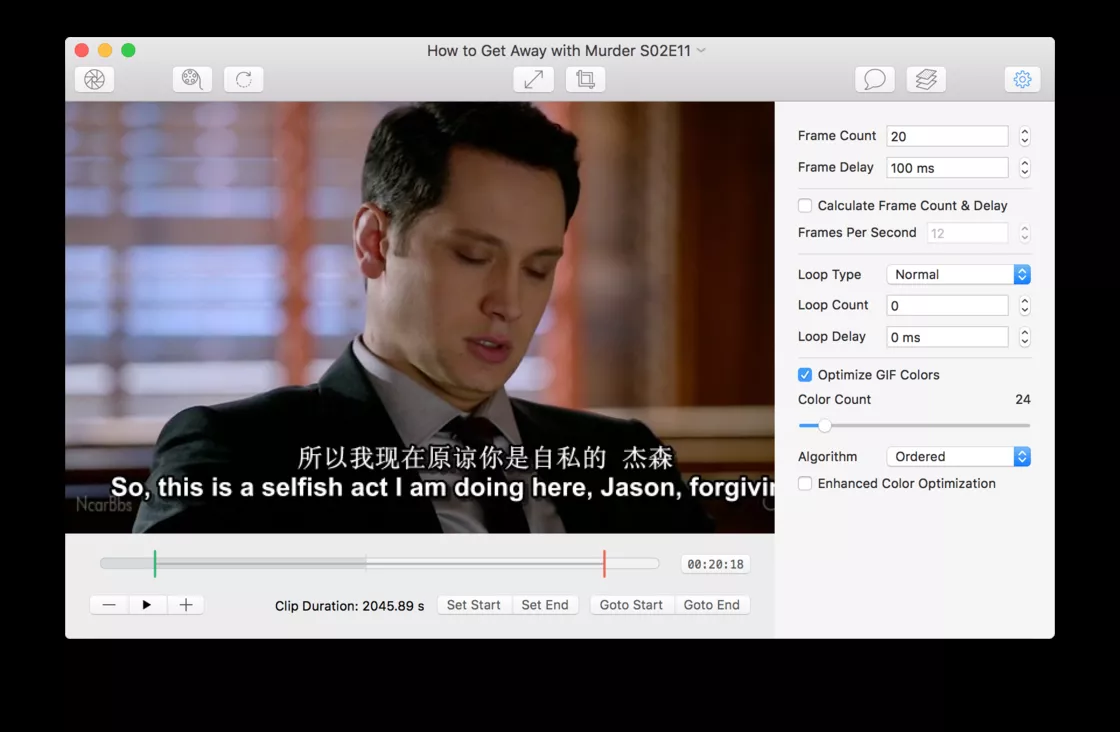 How to Get Away with Murder S02E11
Frame Count 20
Frame Delay 100 ms
Calculate Frame Count & Delay
Frames Per Second 12
Loop Type Normal
Loop Count 0
Loop Delay 0 ms
Optimize GIF Colors
Color Count 24
Algorithm Ordered
Enhanced Color Optimization
所以我现在原谅你是自私的 杰森
So, this is a selfish act I am doing here, Jason, forgivin
NcarBbs
00:20:18
Clip Duration: 2045.89 s Set Start Set End Goto Start Goto End